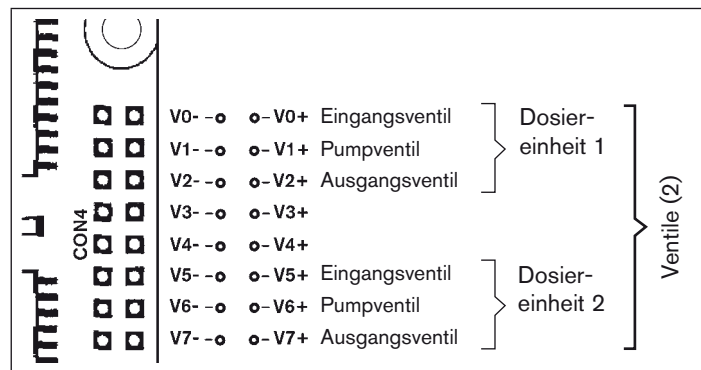 V0- V0+ Eingangsventil
V1- V1+ Pumpventil
V2- V2+ Ausgangsventil
Dosier-
einheit 1
V3- V3+
V4- V4+
V5- V5+ Eingangsventil
V6- V6+ Pumpventil
V7- V7+ Ausgangsventil
Dosier-
einheit 2
CON4
Ventile (2)